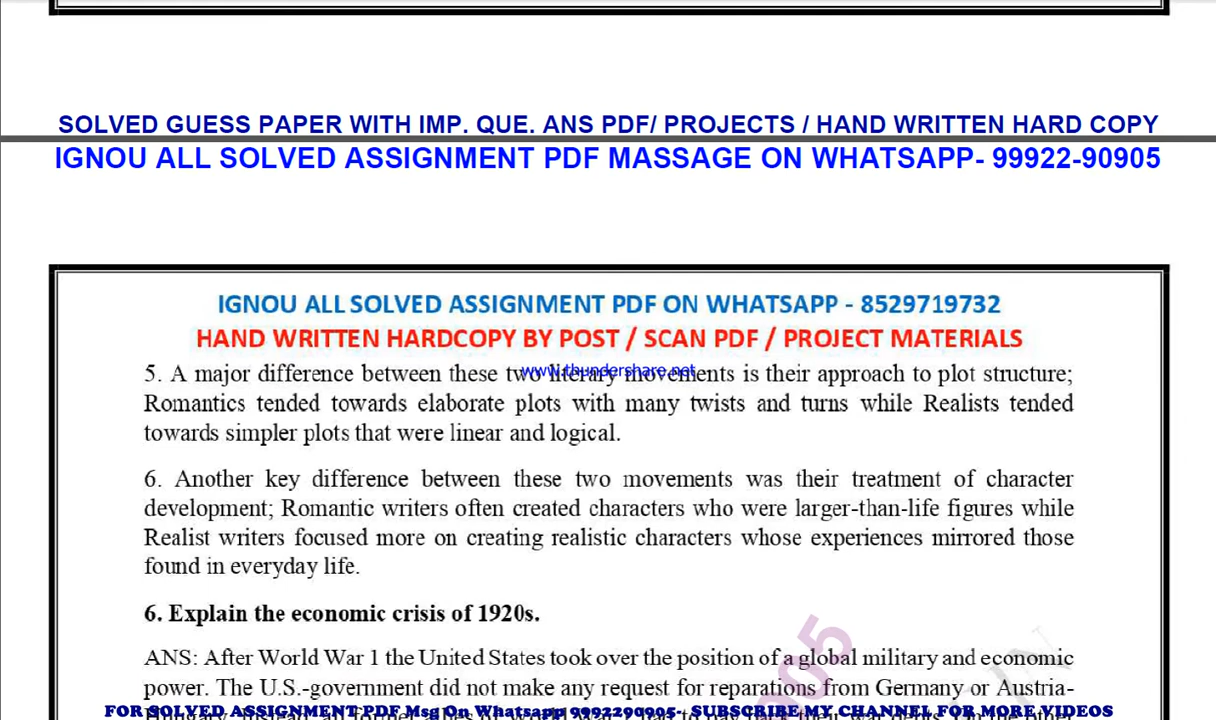 SOLVED GUESS PAPER WITH IMP. QUE. ANS PDF/ PROJECTS / HAND WRITTEN HARD COPY
IGNOU ALL SOLVED ASSIGNMENT PDF MASSAGE ON WHATSAPP- 99922-90905
IGNOU ALL SOLVED ASSIGNMENT PDF ON WHATSAPP - 8529719732
HAND WRITTEN HARDCOPY BY POST / SCAN PDF / PROJECT MATERIALS
www.thundershare.net
5. A major difference between these two literary movements is their approach to plot structure;
Romantics tended towards elaborate plots with many twists and turns while Realists tended
towards simpler plots that were linear and logical.
6. Another key difference between these two movements was their treatment of character
development; Romantic writers often created characters who were larger-than-life figures while
Realist writers focused more on creating realistic characters whose experiences mirrored those
found in everyday life.
6. Explain the economic crisis of 1920s.
ANS: After World War 1 the United States took over the position of a global military and economic
power. The U.S.-government did not make any request for reparations from Germany or Austria-
FOR SOLVED ASSIGNMENT PDF Msg On Whatsapp 9992290905- SUBSCRIBE MY CHANNEL FOR MORE VIDEOS